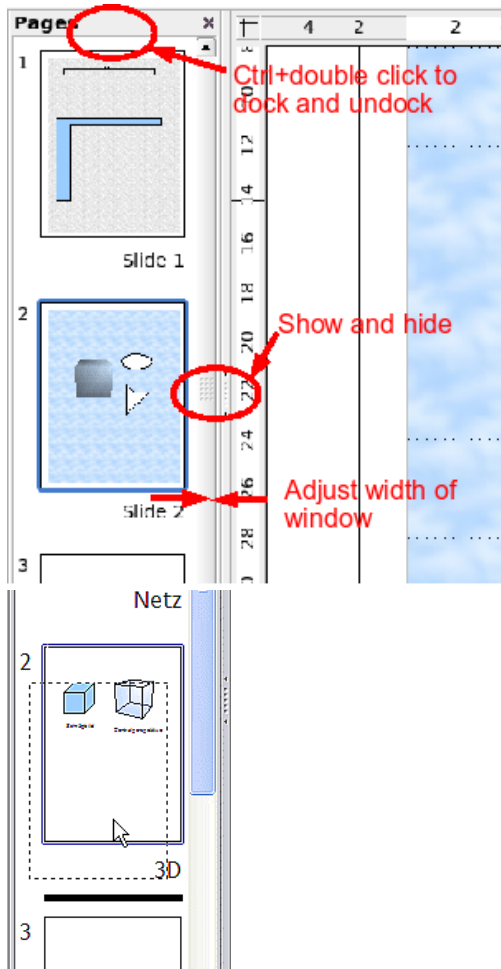 Pages
4 2 2
1
Ctrl+double click to
dock and undock
10
12
14
16
Slide 1
18
2
Show and hide
20
22
24
26
Adjust width of
window
Slide 2
28
3
Netz
2
3D
3